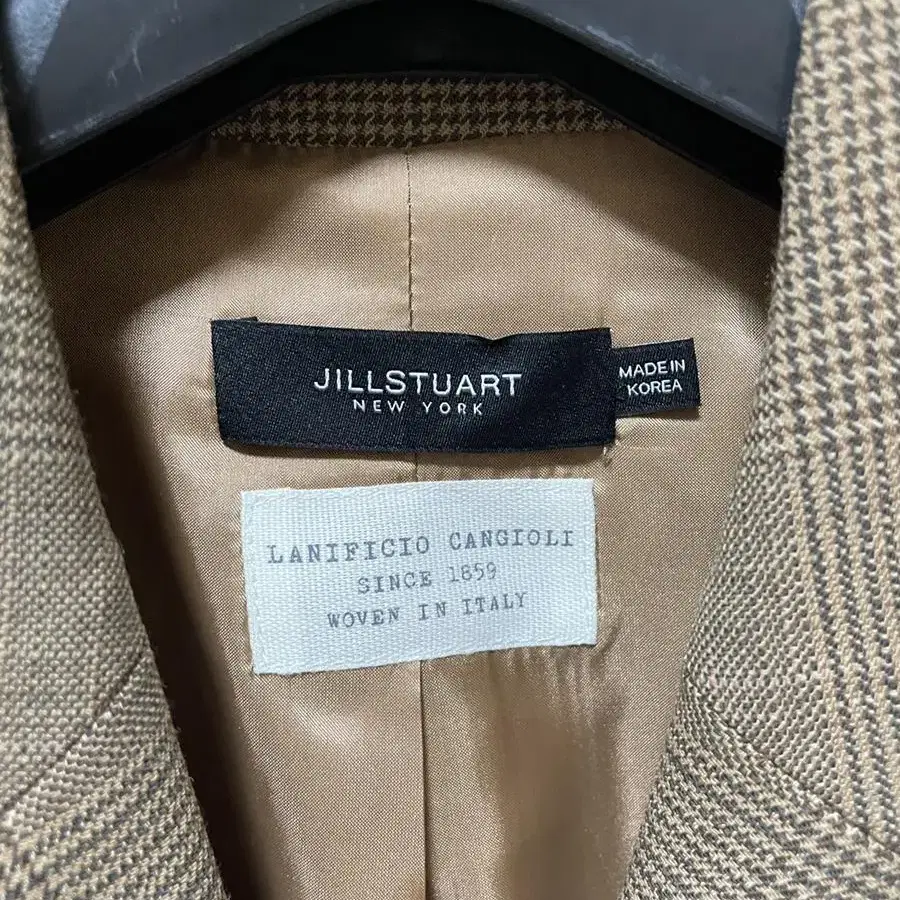 JILLSTUART
NEW YORK
MADE IN
KOREA
LANIFICIO CANGIOLI
SINCE 1859
WOVEN IN ITALY